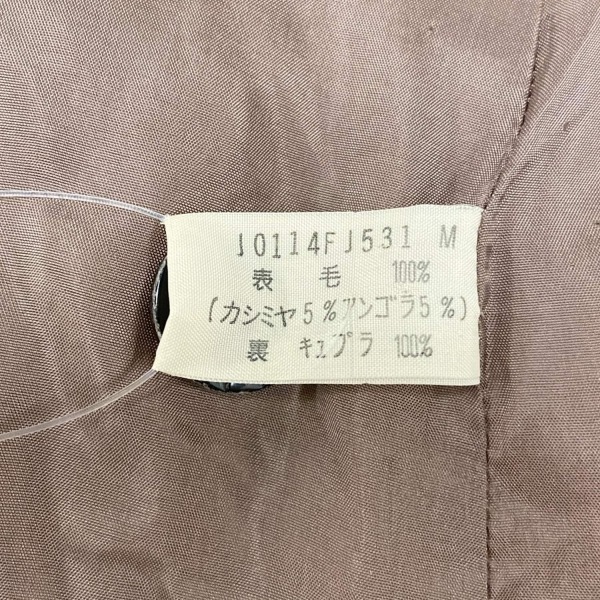 J0114FJ531 M
表 毛 100%
(カシミヤ5%アンゴラ5%)
裏 キュプラ 100%